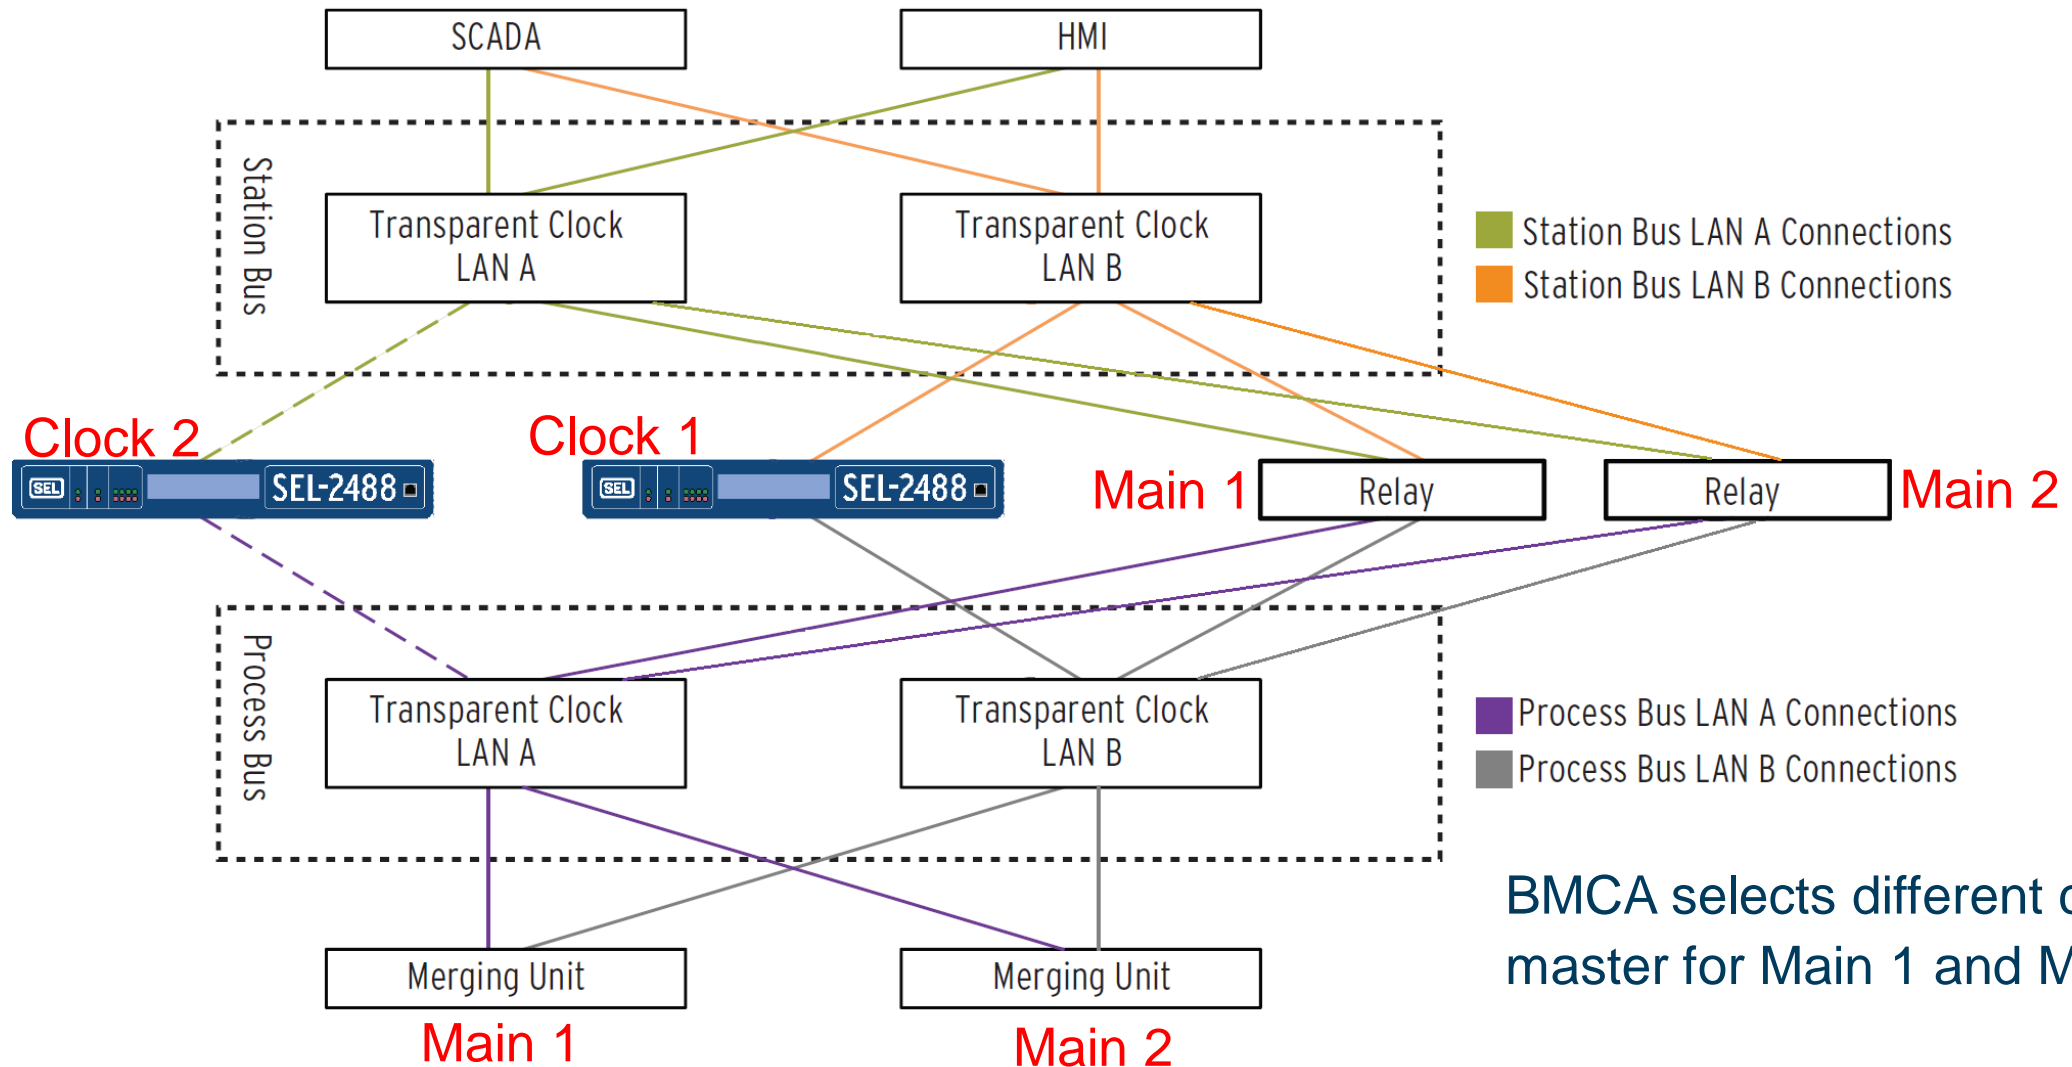 SCADA
HMI
Station Bus
Transparent Clock
LAN A
Transparent Clock
LAN B
Station Bus LAN A Connections
Station Bus LAN B Connections
Clock 2
Clock 1
SEL
SEL-2488
SEL
SEL-2488
Main 1
Relay
Relay
Main 2
Process Bus
Transparent Clock
LAN A
Transparent Clock
LAN B
Process Bus LAN A Connections
Process Bus LAN B Connections
BMCA selects different
master for Main 1 and
Merging Unit
Merging Unit
Main 1
Main 2